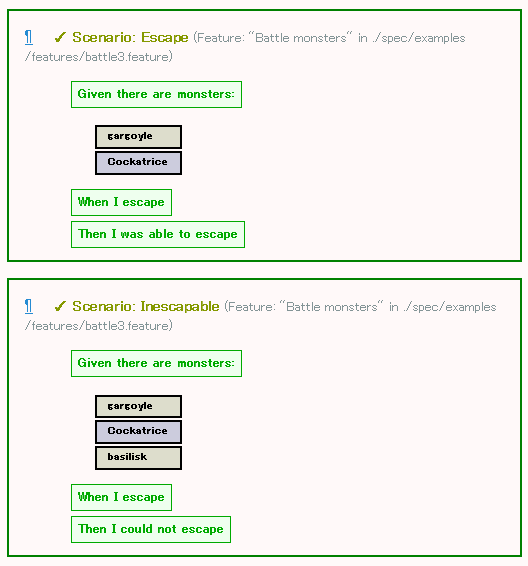 ¶ ✓ Scenario: Escape (Feature: "Battle monsters" in ./spec/examples
/features/battle3.feature)
Given there are monsters:
gargoyle
Cockatrice
When I escape
Then I was able to escape
¶ ✓ Scenario: Inescapable (Feature: "Battle monsters" in ./spec/examples
/features/battle3.feature)
Given there are monsters:
gargoyle
Cockatrice
basilisk
When I escape
Then I could not escape